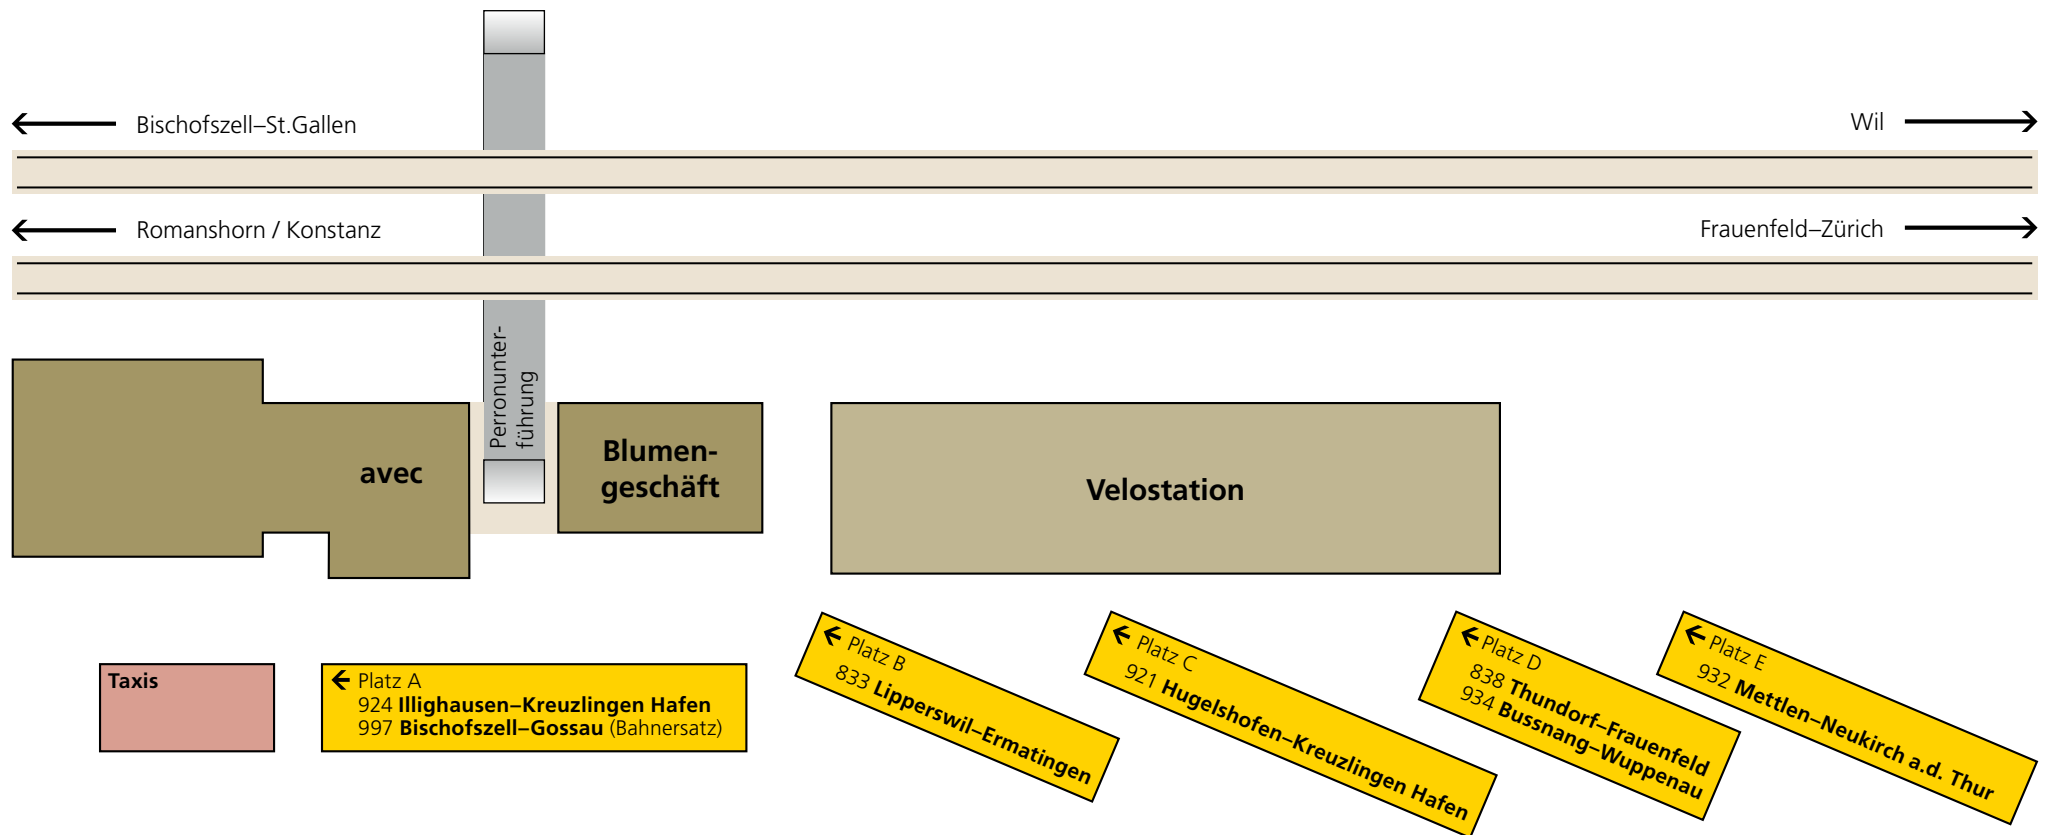 Bischofszell–St.Gallen
Wil
Romanshorn / Konstanz
Frauenfeld–Zürich
Perronunter-
führung
avec
Blumen-
geschäft
Velostation
Taxis
Platz A
924 Illighausen–Kreuzlingen Hafen
997 Bischofszell–Gossau (Bahnersatz)
Platz B
833 Lipperswil–Ermatingen
Platz C
921 Hugelshofen–Kreuzlingen Hafen
Platz D
838 Thundorf–Frauenfeld
934 Bussnang–Wuppenau
Platz E
932 Mettlen–Neukirch a.d. Thur